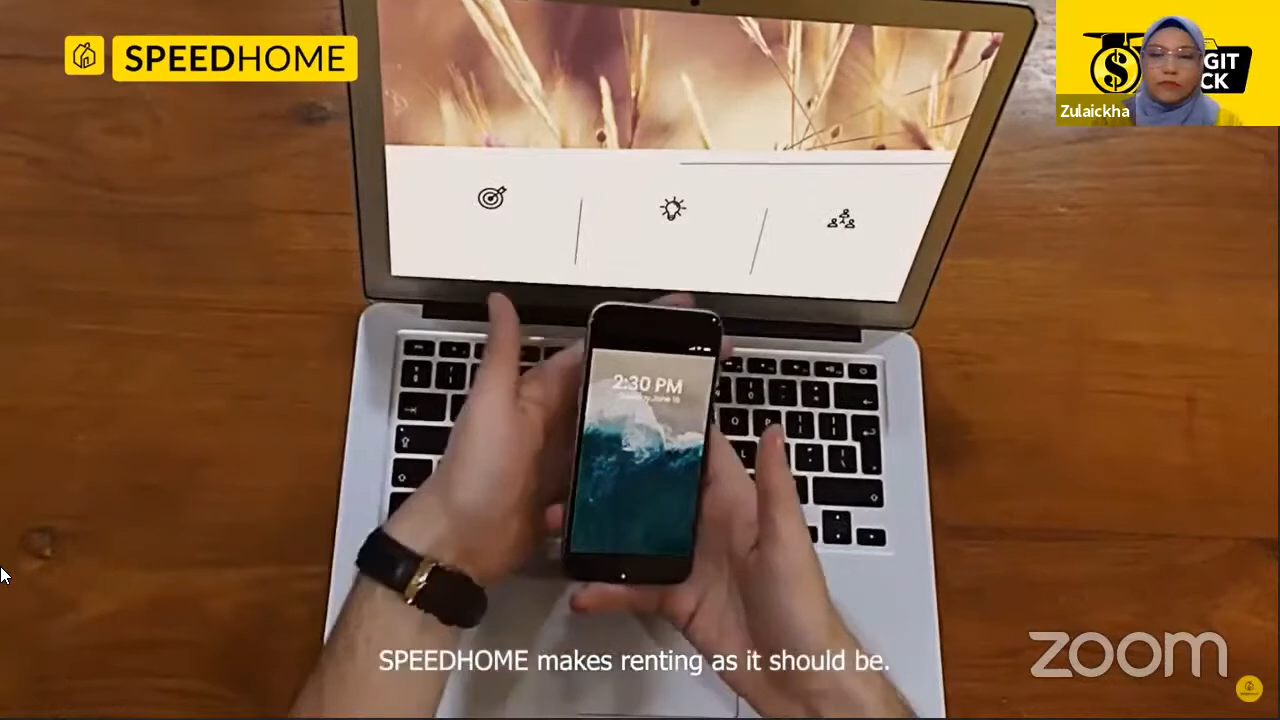 SPEEDHOME
GIT
CK
Zulaickha
2:30 PM
SPEEDHOME makes renting as it should be.
zoom